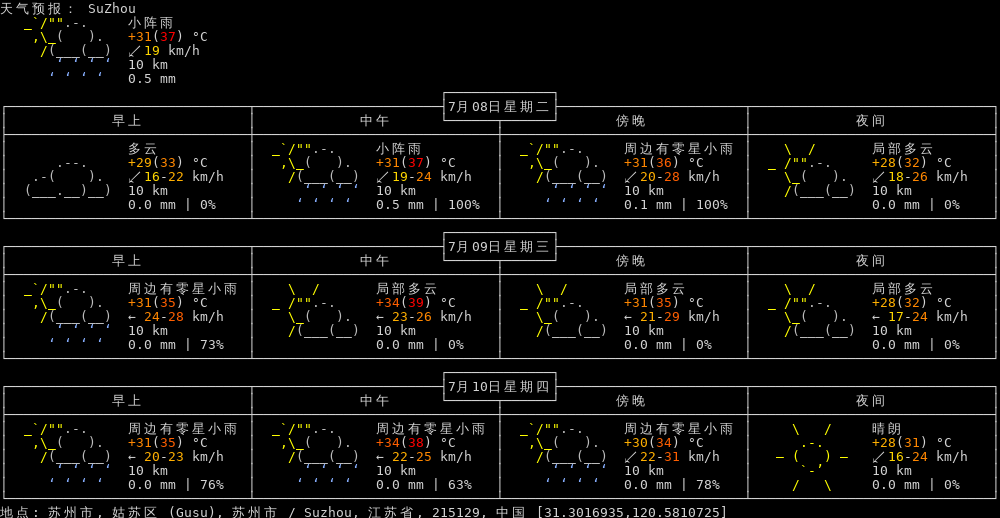 天气预报： SuZhou
小阵雨
+31(37) °C
↙ 19 km/h
10 km
0.5 mm
7月08日星期二
早上 中午 傍晚 夜间
多云 小阵雨 周边有零星小雨 局部多云
+29(33) °C +31(37) °C +31(36) °C +28(32) °C
↙ 16-22 km/h ↙ 19-24 km/h ↙ 20-28 km/h ↙ 18-26 km/h
10 km 10 km 10 km 10 km
0.0 mm | 0% 0.5 mm | 100% 0.1 mm | 100% 0.0 mm | 0%
7月09日星期三
早上 中午 傍晚 夜间
周边有零星小雨 局部多云 局部多云 局部多云
+31(35) °C +34(39) °C +31(35) °C +28(32) °C
← 24-28 km/h ← 23-26 km/h ← 21-29 km/h ← 17-24 km/h
10 km 10 km 10 km 10 km
0.0 mm | 73% 0.0 mm | 0% 0.0 mm | 0% 0.0 mm | 0%
7月10日星期四
早上 中午 傍晚 夜间
周边有零星小雨 周边有零星小雨 周边有零星小雨 晴朗
+31(35) °C +34(38) °C +30(34) °C +28(31) °C
← 20-23 km/h ← 22-25 km/h ↙ 22-31 km/h ↙ 16-24 km/h
10 km 10 km 10 km 10 km
0.0 mm | 76% 0.0 mm | 63% 0.0 mm | 78% 0.0 mm | 0%
地点: 苏州市, 姑苏区 (Gusu), 苏州市 / Suzhou, 江苏省, 215129, 中国 [31.3016935,120.5810725]